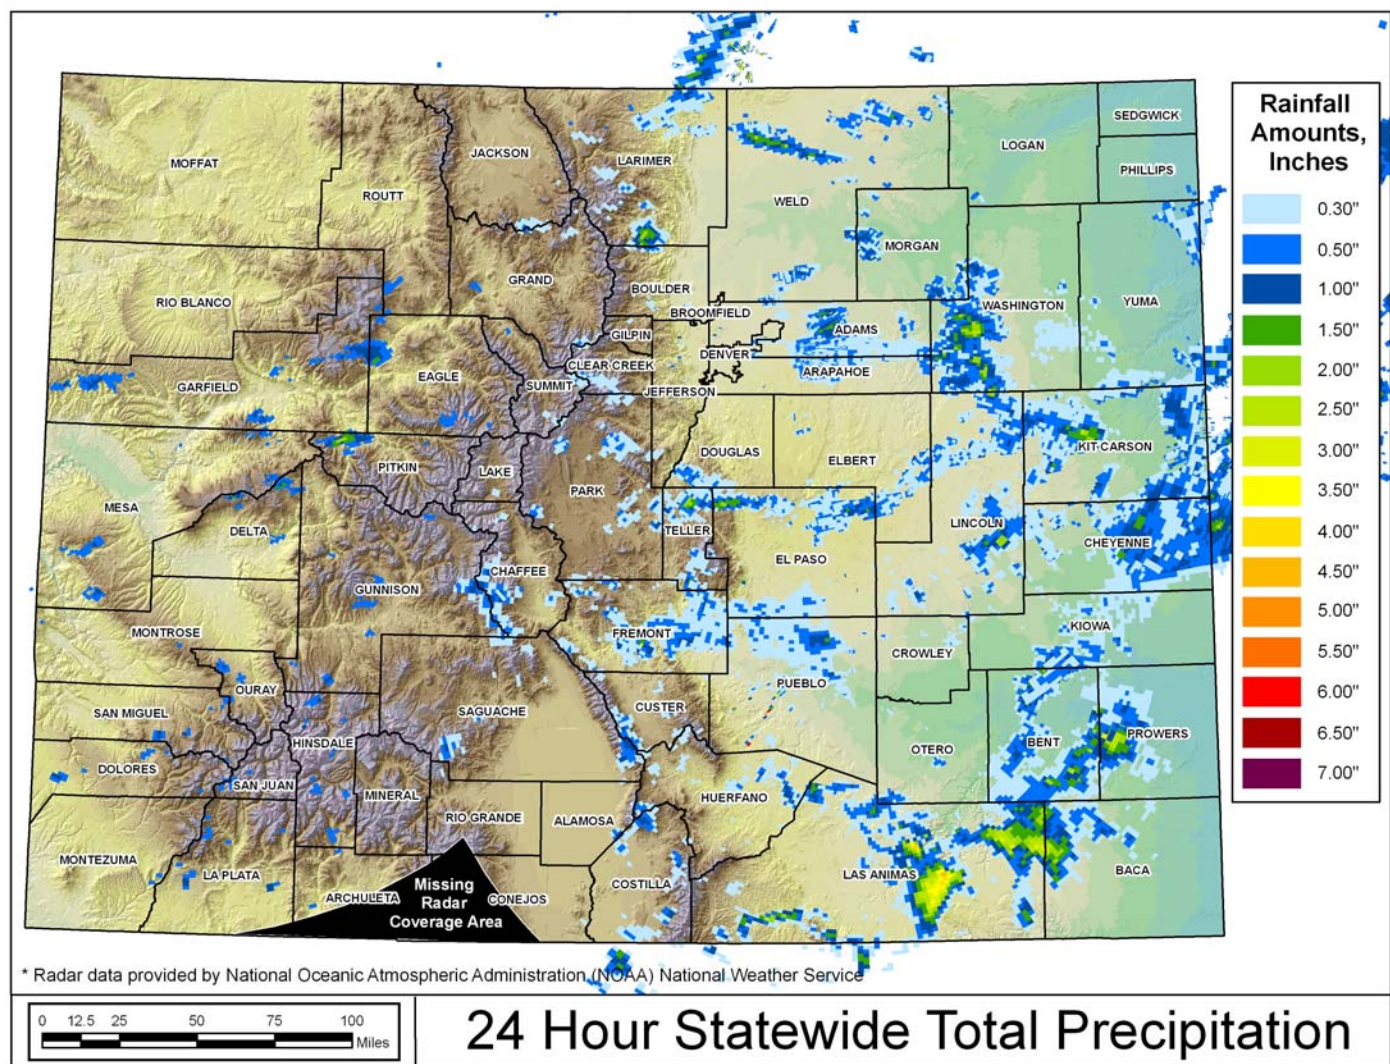 SEDGWICK
LOGAN
JACKSON
LARIMER
MOFFAT
PHILLIPS
ROUTT
WELD
MORGAN
GRAND
BOULDER
RIO BLANCO
WASHINGTON
YUMA
BROOMFIELD
GILPIN
ADAMS
DENVER
CLEAR CREEK
ARAPAHOE
EAGLE
SUMMIT
GARFIELD
JEFFERSON
DOUGLAS
ELBERT
KIT CARSON
PITKIN
LAKE
PARK
MESA
DELTA
TELLER
LINCOLN
CHEYENNE
EL PASO
CHAFFEE
GUNNISON
MONTROSE
FREMONT
KIOWA
CROWLEY
OURAY
PUEBLO
SAN MIGUEL
SAGUACHE
CUSTER
HINSDALE
OTERO
BENT
PROWERS
DOLORES
SAN JUAN
MINERAL
HUERFANO
RIO GRANDE
ALAMOSA
MONTEZUMA
LA PLATA
COSTILLA
LAS ANIMAS
BACA
ARCHULETA
CONEJOS
Missing
Radar
Coverage Area
Rainfall
Amounts,
Inches
0.30"
0.50"
1.00"
1.50"
2.00"
2.50"
3.00"
3.50"
4.00"
4.50"
5.00"
5.50"
6.00"
6.50"
7.00"
* Radar data provided by National Oceanic Atmospheric Administration (NOAA) National Weather Service
0 12.5 25 50 75 100
Miles
24 Hour Statewide Total Precipitation